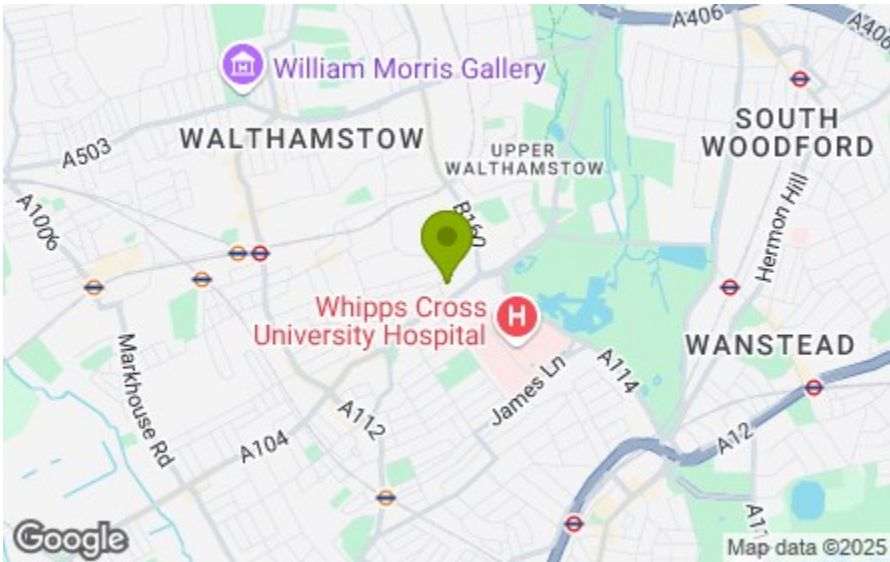 A406
A406
William Morris Gallery
SOUTH
WOODFORD
WALTHAMSTOW
A503
UPPER
WALTHAMSTOW
Hermon Hill
A1006
B160
Whipps Cross
University Hospital
H
WANSTEAD
Markhouse Rd
A114
James Ln
A112
A104
A12
Google
Map data ©2025